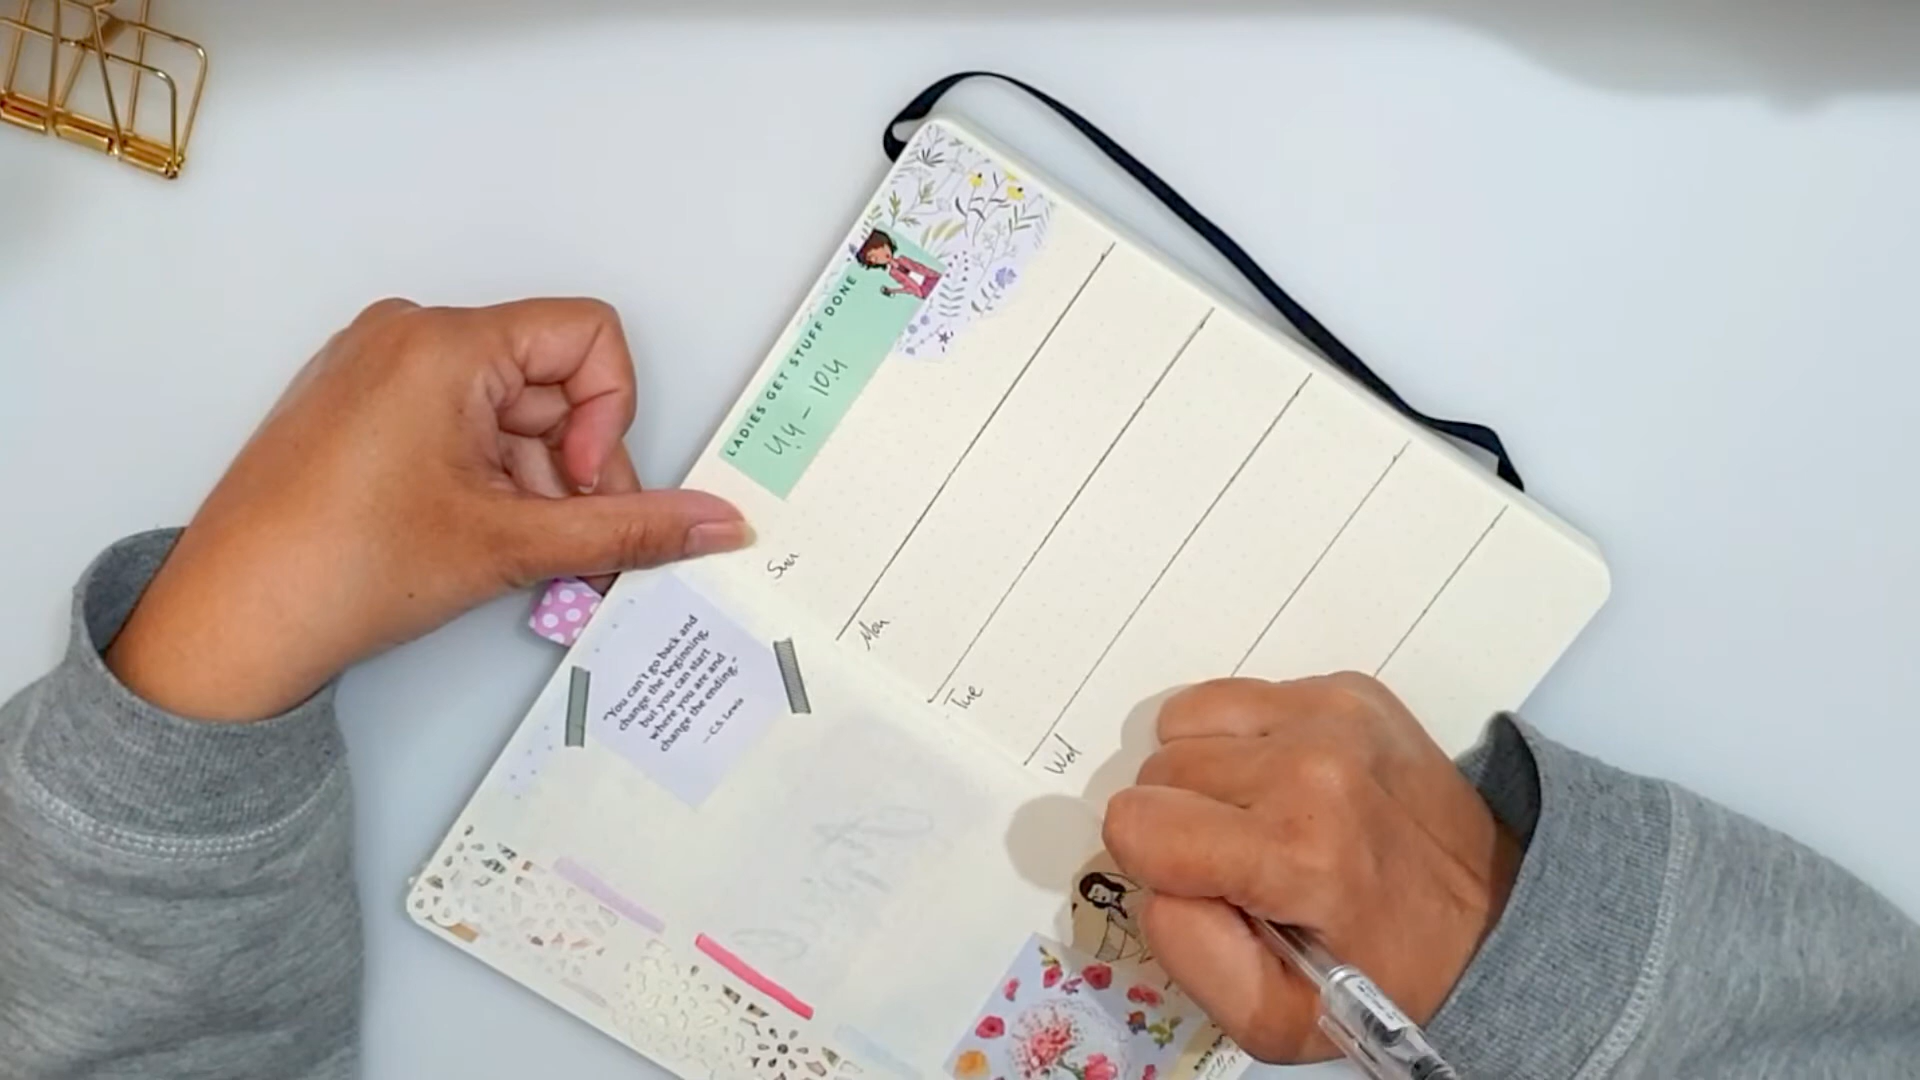 LADIES GET STUFF DONE
4.4 - 10.4
Sun
Mon
Tue
Wed
"You can't go back and
change the beginning,
but you can start
where you are and
change the ending."
—C.S. Lewis